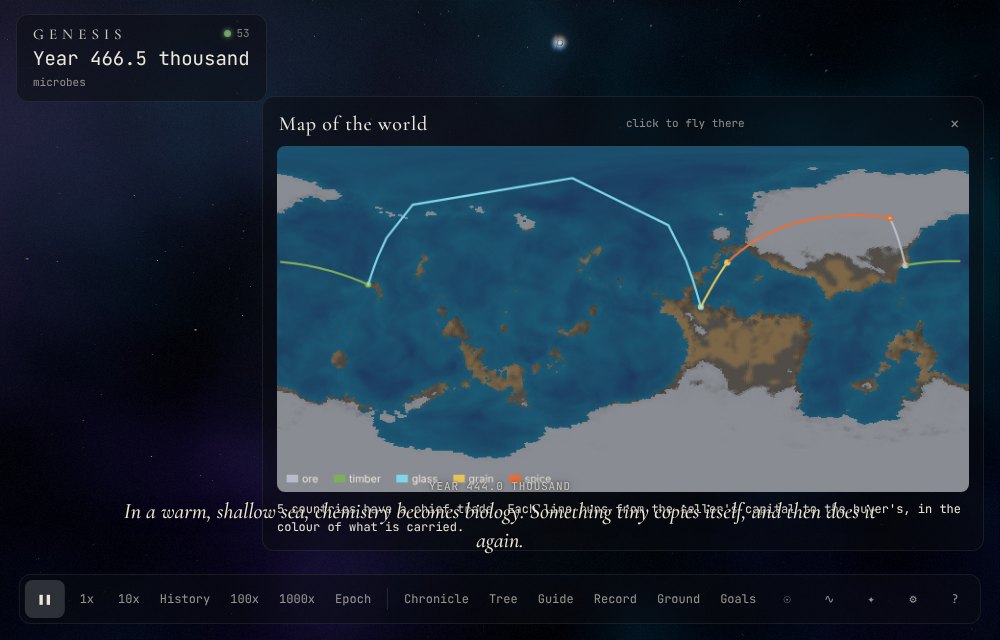 GENESIS
53
Year 466.5 thousand
microbes
Map of the world
click to fly there
×
ore timber glass grain spice
YEAR 444.0 THOUSAND
5 countries have a chief trade. Each line runs from the seller's capital to the buyer's, in the
colour of what is carried.
In a warm, shallow sea, chemistry becomes biology. Something tiny copies itself, and then does it
again.
1x 10x History 100x 1000x Epoch Chronicle Tree Guide Record Ground Goals ?